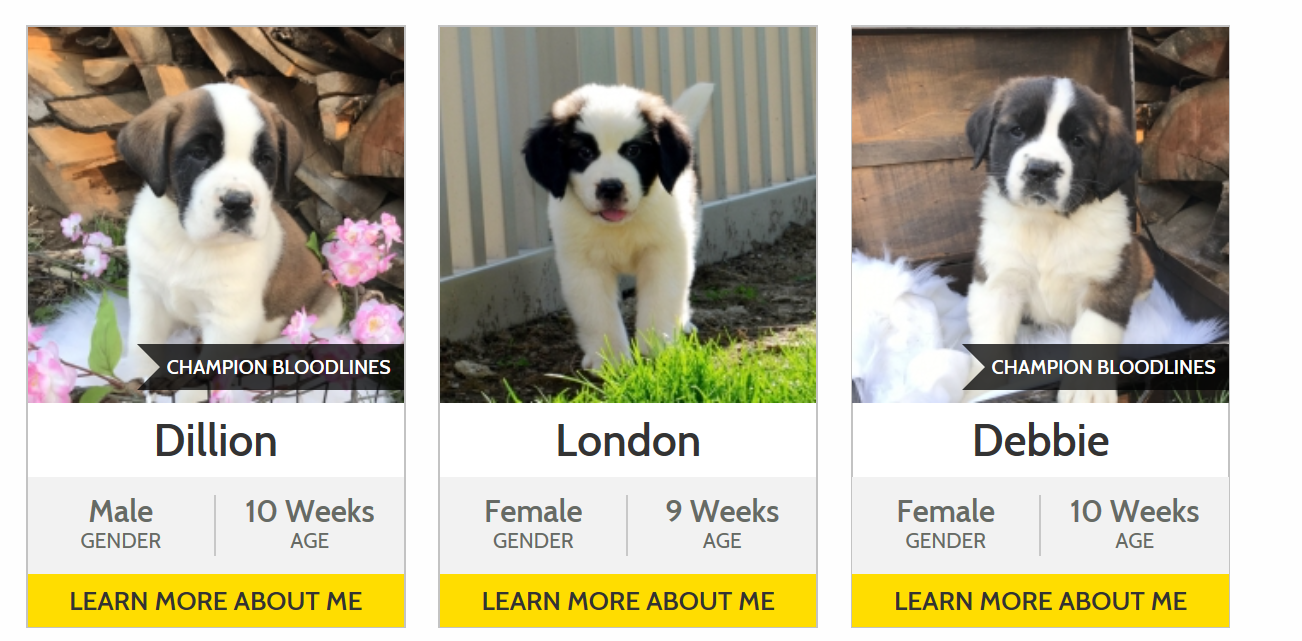 CHAMPION BLOODLINES
Dillion
Male
GENDER
10 Weeks
AGE
LEARN MORE ABOUT ME
London
Female
GENDER
9 Weeks
AGE
LEARN MORE ABOUT ME
CHAMPION BLOODLINES
Debbie
Female
GENDER
10 Weeks
AGE
LEARN MORE ABOUT ME